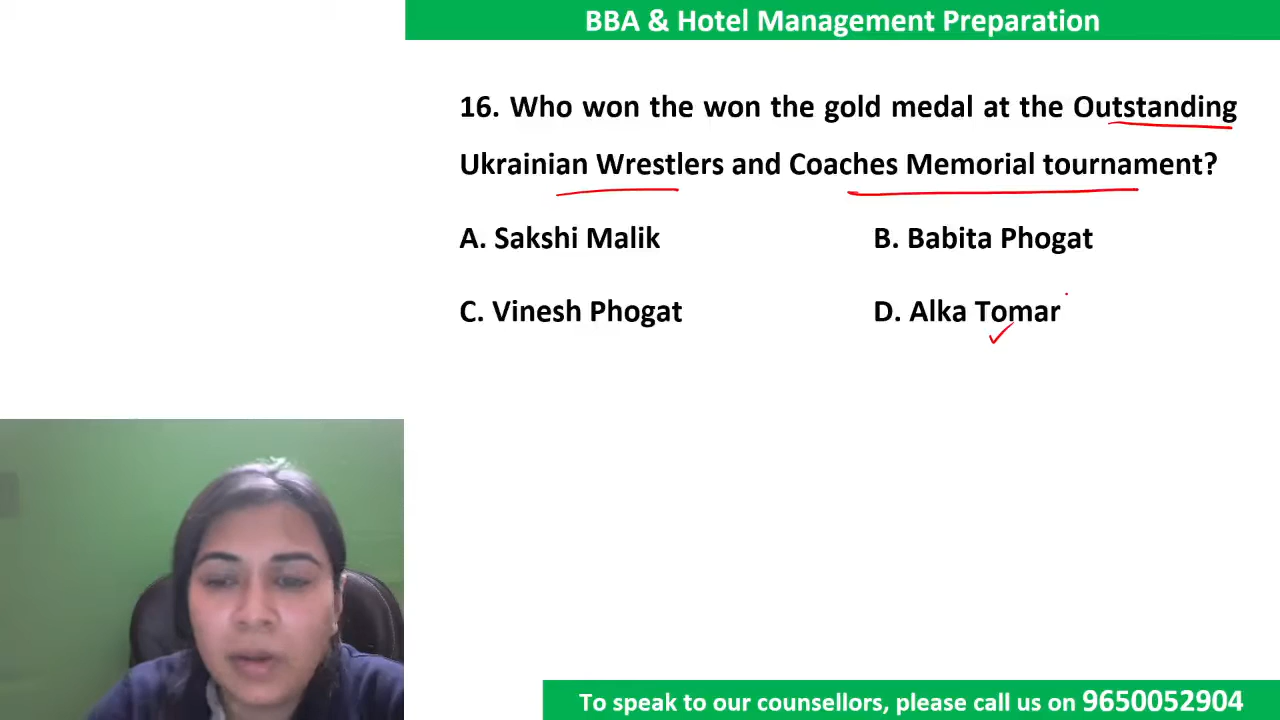 BBA & Hotel Management Preparation
16. Who won the won the gold medal at the Outstanding
Ukrainian Wrestlers and Coaches Memorial tournament?
A. Sakshi Malik
B. Babita Phogat
C. Vinesh Phogat
D. Alka Tomar
To speak to our counsellors, please call us on 9650052904